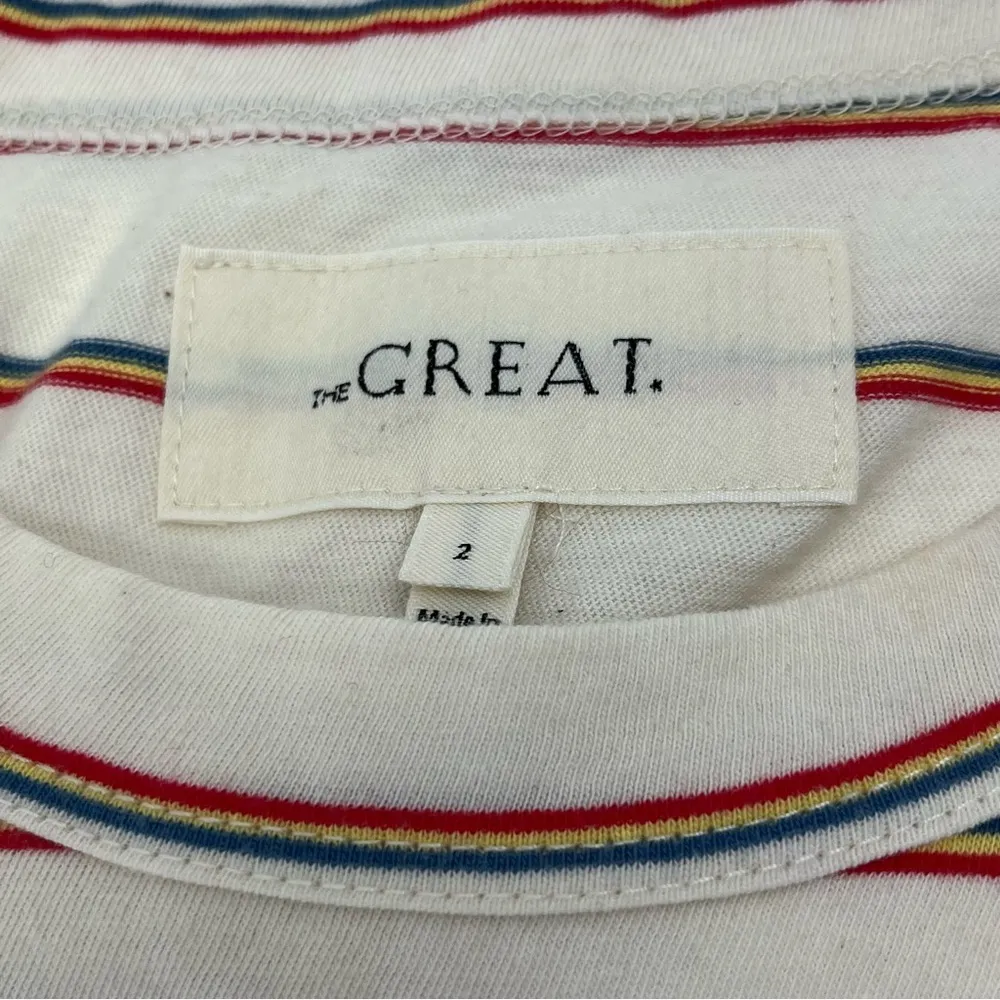 THE GREAT.*
2
Made In